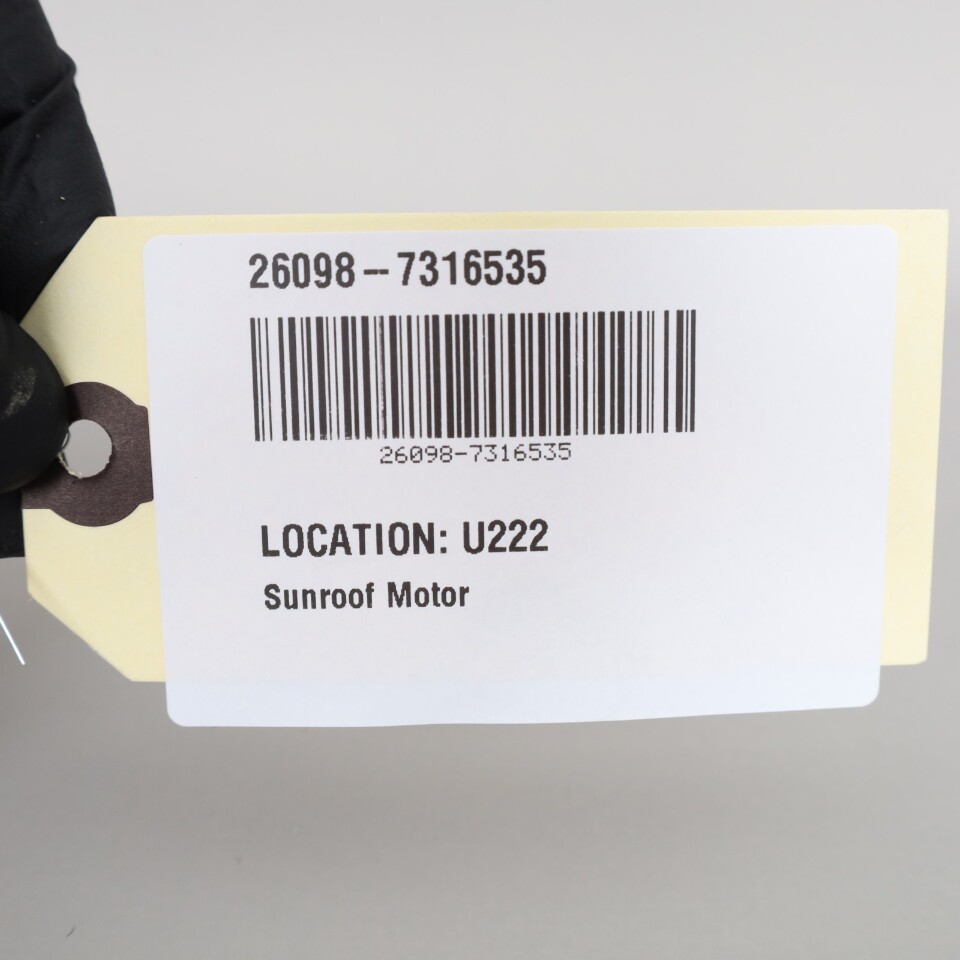 26098 – 7316535
26098-7316535
LOCATION: U222
Sunroof Motor